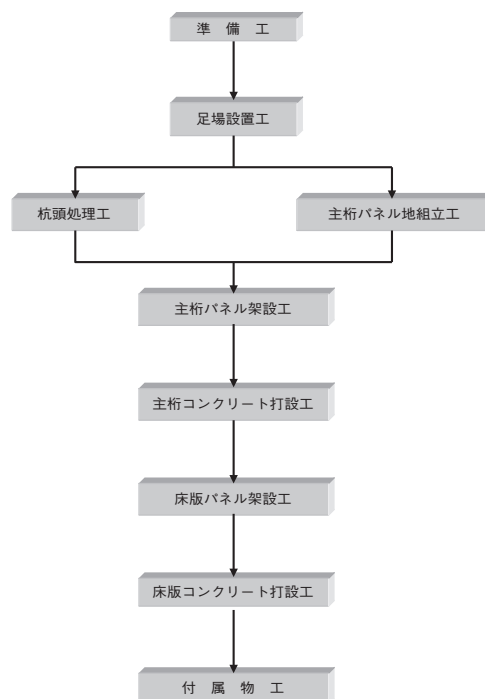 準　備　工
足場設置工
杭頭処理工
主桁パネル地組立工
主桁パネル架設工
主桁コンクリート打設工
床版パネル架設工
床版コンクリート打設工
付　属　物　工